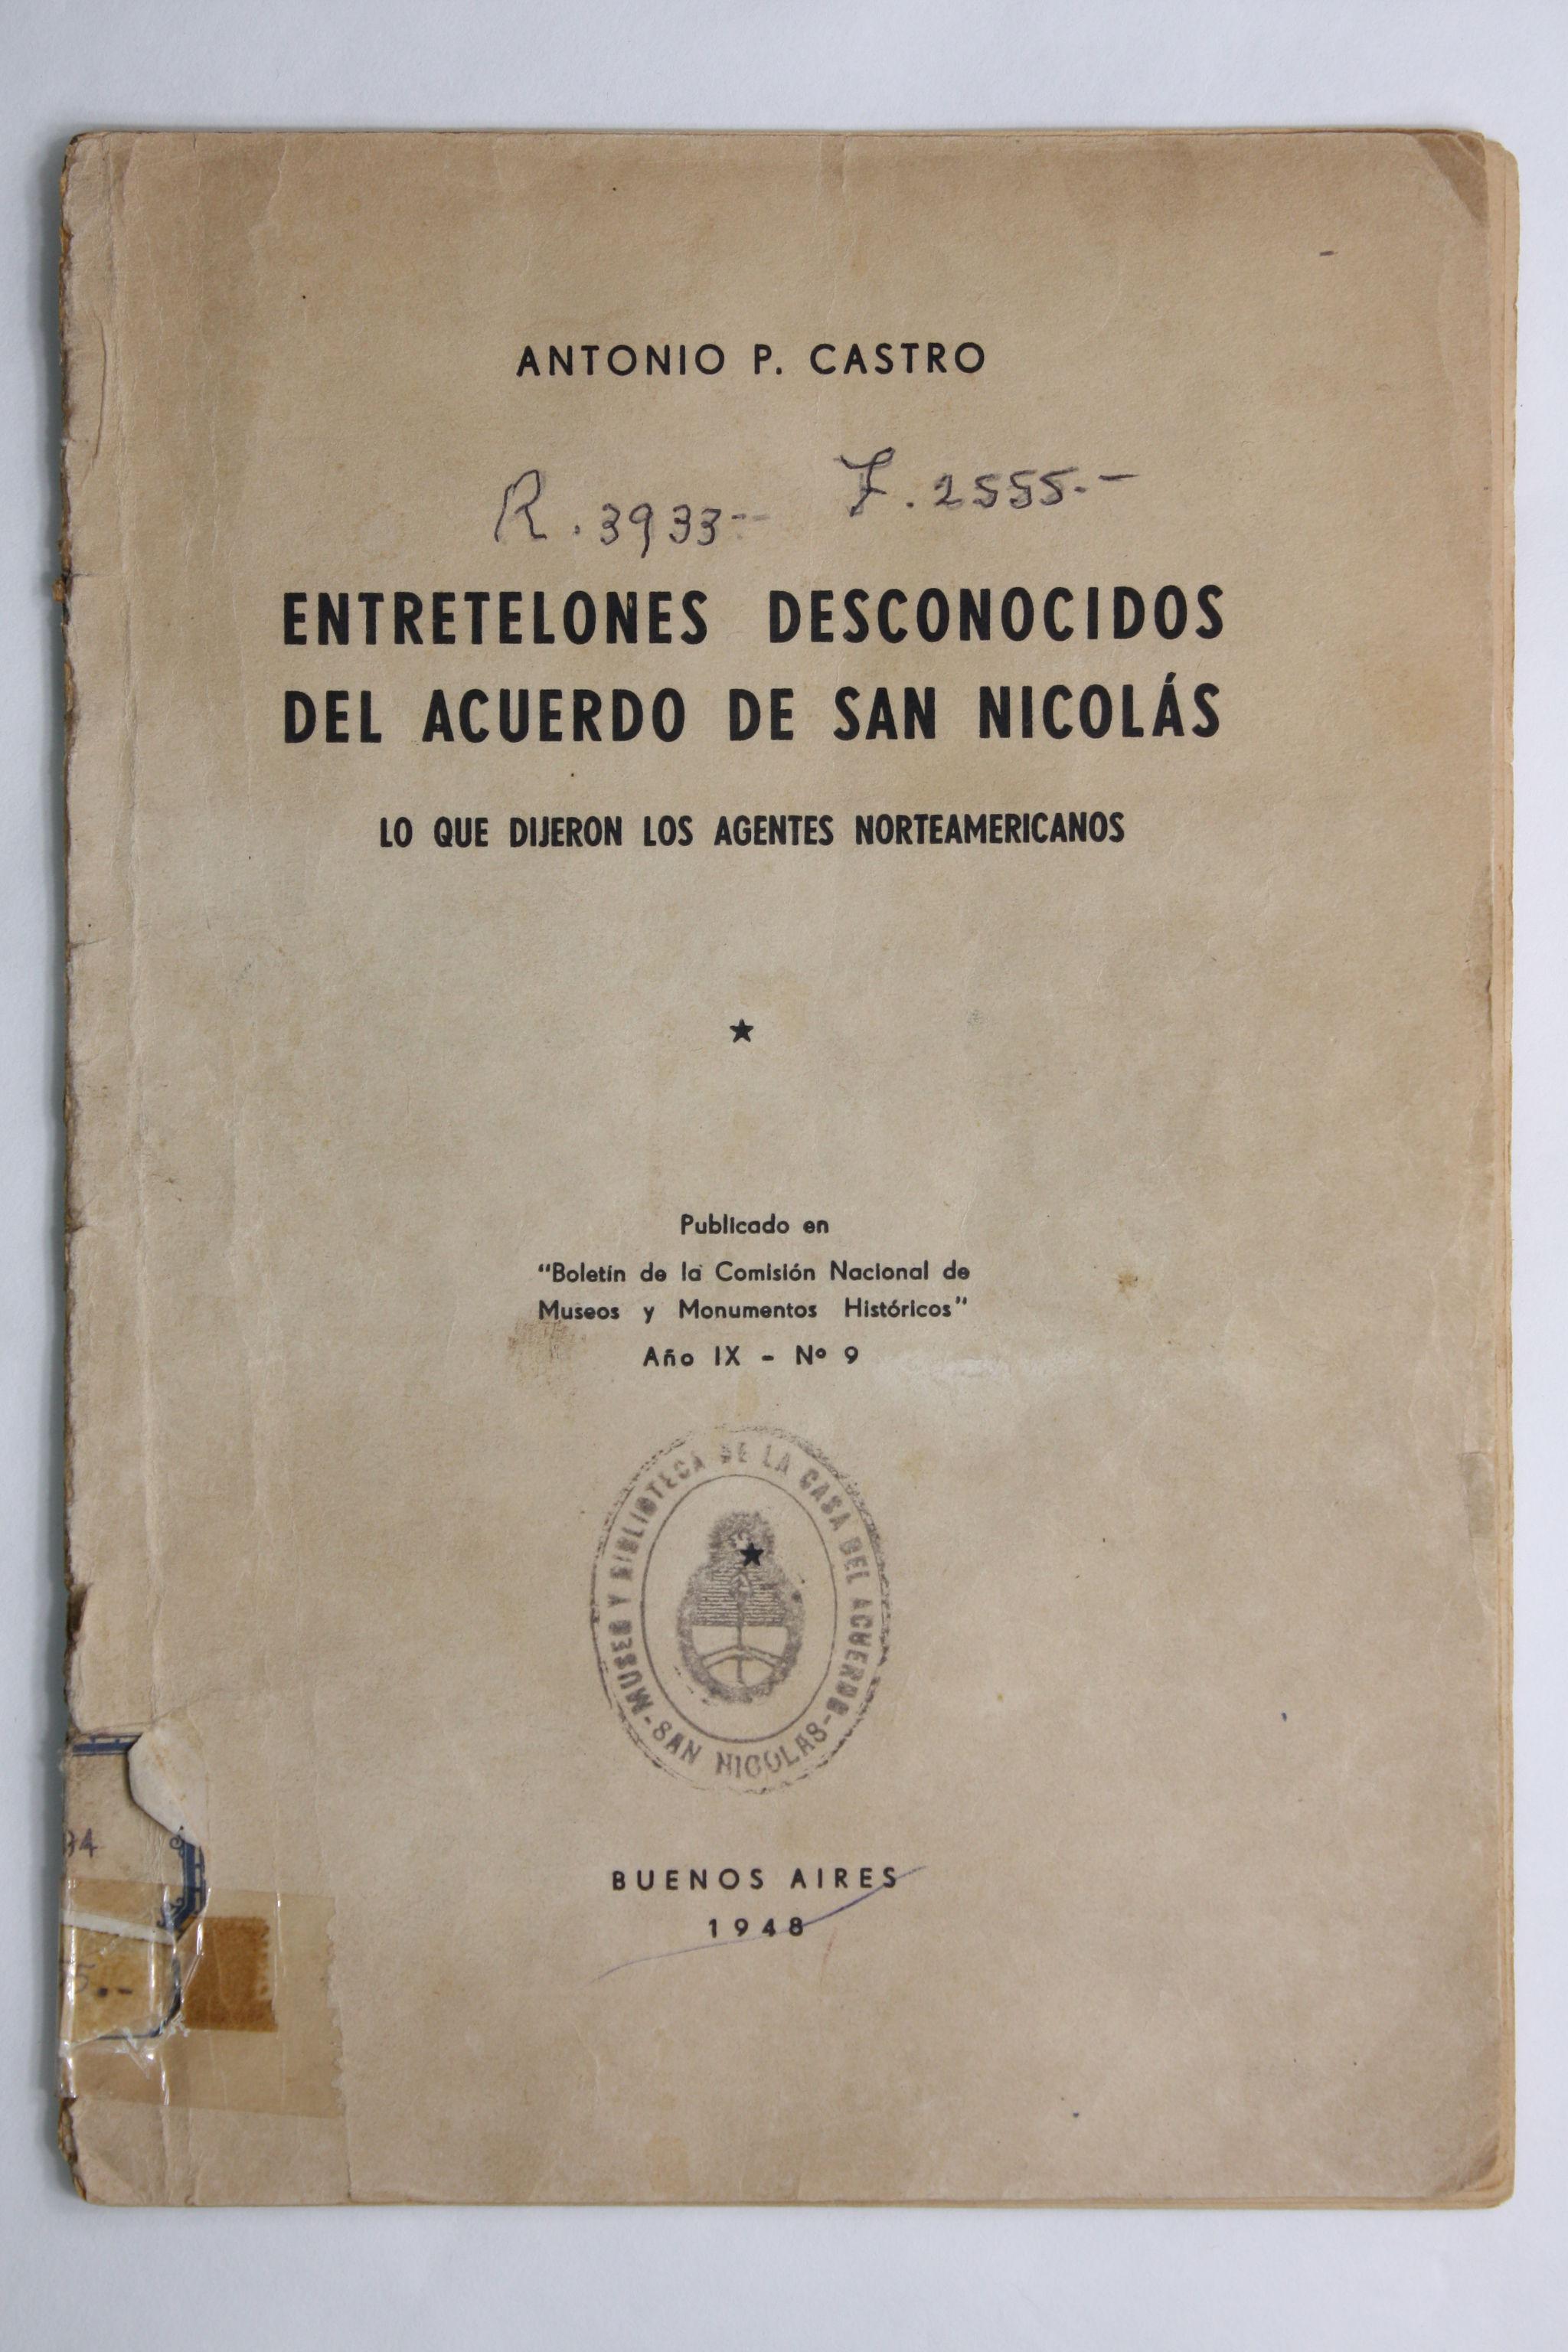 ANTONIO P. CASTRO
R. 3933-- F. 2555.-
ENTRETELONES DESCONOCIDOS
DEL ACUERDO DE SAN NICOLÁS
LO QUE DIJERON LOS AGENTES NORTEAMERICANOS
Publicado en
"Boletín de la Comisión Nacional de
Museos y Monumentos Históricos"
Año IX - Nº 9
MUSEO Y BIBLIOTECA DE LA CASA DEL ACUERDO
-SAN NICOLAS-
94
BUENOS AIRES
1948